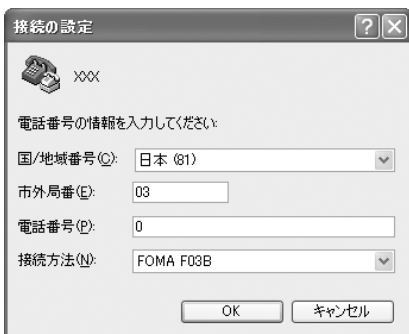 接続の設定
XXX
電話番号の情報を入力してください:
国/地域番号(C): 日本 (81)
市外局番(E): 03
電話番号(P): 0
接続方法(N): FOMA F03B
OK キャンセル